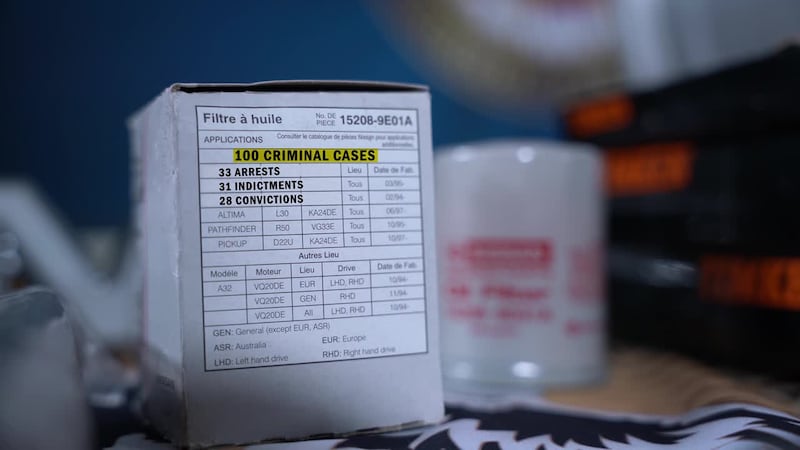 Filtre à huile No. DE PIÈCE 15208-9E01A
APPLICATIONS Consulter le catalogue de pièces Nissan pour applications additionnelles.
100 CRIMINAL CASES
33 ARRESTS Lieu Date de Fab.
31 INDICTMENTS Tous 03/95-
28 CONVICTIONS Tous 02/94-
ALTIMA L30 KA24DE Tous 06/97-
PATHFINDER R50 VG33E Tous 10/95-
PICKUP D22U KA24DE Tous 10/97-
Autres Lieu
Modéle Moteur Lieu Drive Date de Fab.
A32 VQ20DE EUR LHD, RHD 10/94-
VQ20DE GEN RHD 11/94-
VQ20DE All LHD, RHD 10/94-
GEN: General (except EUR, ASR)
ASR: Australia EUR: Europe
LHD: Left hand drive RHD: Right hand drive